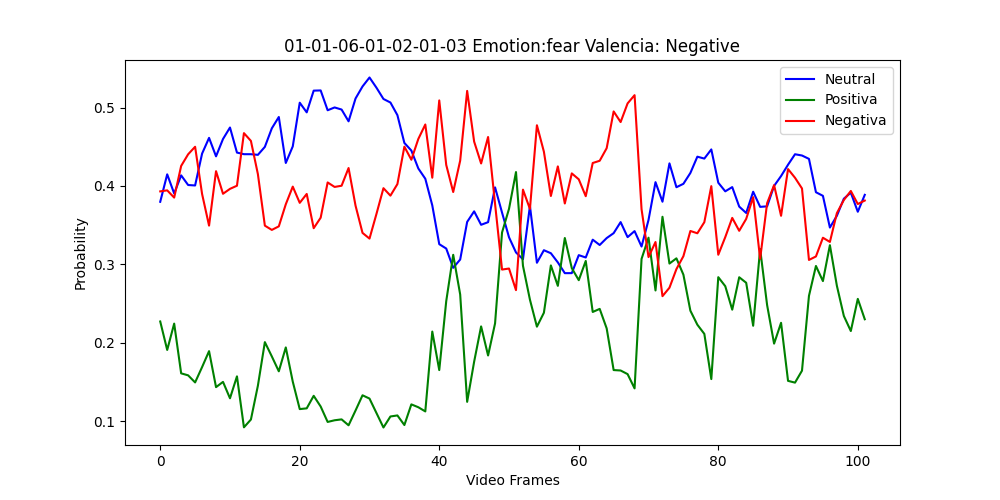 01-01-06-01-02-01-03 Emotion:fear Valencia: Negative
Neutral
Positiva
Negativa
Probability
0.5
0.4
0.3
0.2
0.1
0 20 40 60 80 100
Video Frames